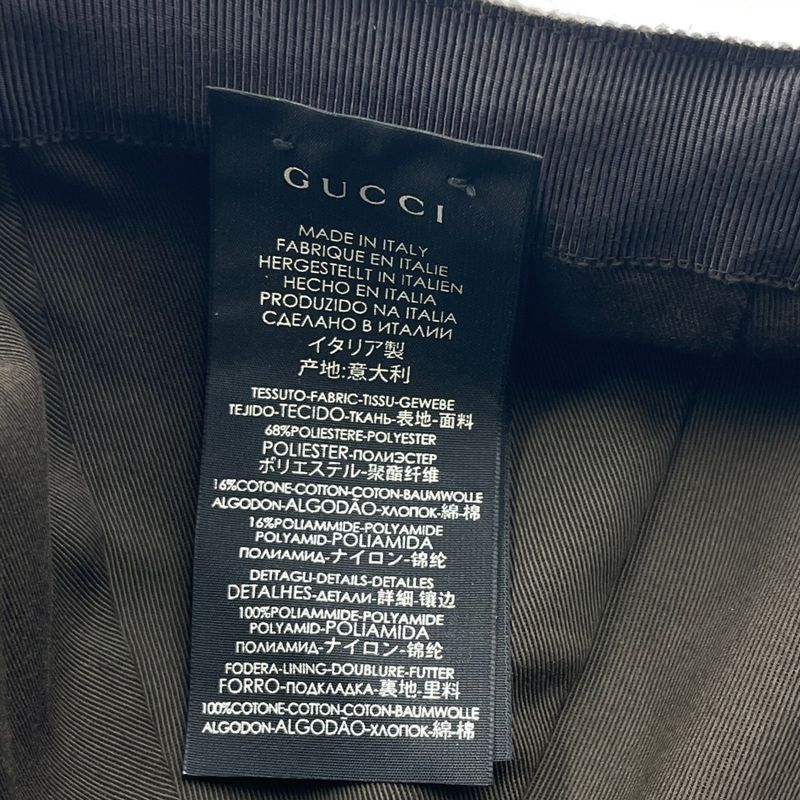 GUCCI
MADE IN ITALY
FABRIQUE EN ITALIE
HERGESTELLT IN ITALIEN
HECHO EN ITALIA
PRODUZIDO NA ITALIA
СДЕЛАНО В ИТАЛИИ
イタリア製
产地:意大利
TESSUTO-FABRIC-TISSU-GEWEBE
TEJIDO-TECIDO-ТКАНЬ-表地-面料
68%POLIESTERE-POLYESTER
POLIESTER-ПОЛИЭСТЕР
ポリエステル-聚酯纤维
16%COTONE-COTTON-COTON-BAUMWOLLE
ALGODON-ALGODÃO-ХЛОПОК-綿-棉
16%POLIAMMIDE-POLYAMIDE
POLYAMID-POLIAMIDA
ПОЛИАМИД-ナイロン-锦纶
DETTAGLI-DETAILS-DETALLES
DETALHES-ДЕТАЛИ-詳細-镶边
100%POLIAMMIDE-POLYAMIDE
POLYAMID-POLIAMIDA
ПОЛИАМИД-ナイロン-锦纶
FODERA-LINING-DOUBLURE-FUTTER
FORRO-ПОДКЛАДКА-裏地-里料
100%COTONE-COTTON-COTON-BAUMWOLLE
ALGODON-ALGODÃO-ХЛОПОК-綿-棉